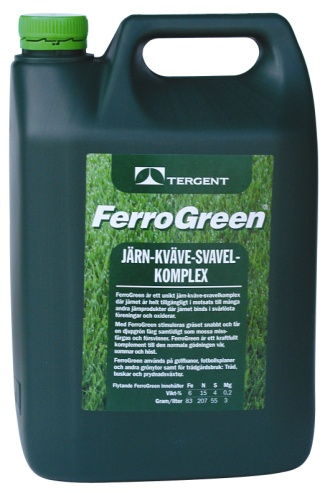 TERGENT
FerroGreen®
JÄRN-KVÄVE-SVAVEL-
KOMPLEX
FerroGreen är ett unikt järn-kväve-svavelkomplex
där järnet är helt tillgängligt i motsats till många
andra järnprodukter där järnet binds i svårlösta
föreningar och oxiderar.
Med FerroGreen stimuleras gräset snabbt och får
en djupgrön färg samtidigt som mossa miss-
färgas och försvinner. FerroGreen är ett kraftfullt
komplement till den normala gödningen vår,
sommar och höst.
FerroGreen används på golfbanor, fotbollsplaner
och andra grönytor samt för trädgårdsbruk: Träd,
buskar och prydnadsväxter.
Flytande FerroGreen innehåller Fe N S Mg
Vikt-% 6 15 4 0,2
Gram/liter 83 207 55 3